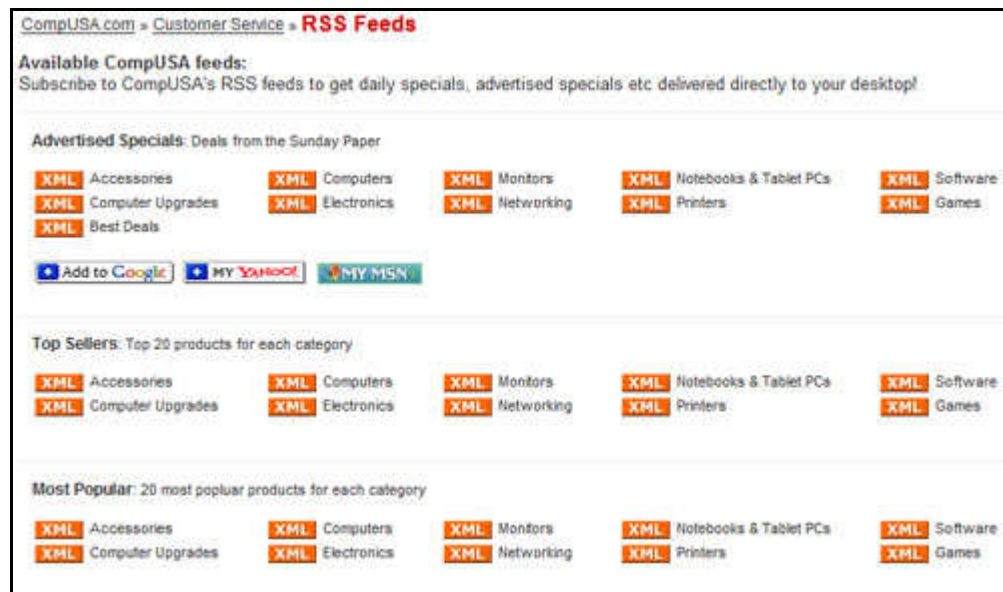 CompUSA.com » Customer Service » RSS Feeds
Available CompUSA feeds:
Subscribe to CompUSA's RSS feeds to get daily specials, advertised specials etc delivered directly to your desktop!
Advertised Specials: Deals from the Sunday Paper
XML Accessories XML Computers XML Monitors XML Notebooks & Tablet PCs XML Software
XML Computer Upgrades XML Electronics XML Networking XML Printers XML Games
XML Best Deals
Add to Google MY YAHOO! MY MSN
Top Sellers: Top 20 products for each category
XML Accessories XML Computers XML Monitors XML Notebooks & Tablet PCs XML Software
XML Computer Upgrades XML Electronics XML Networking XML Printers XML Games
Most Popular: 20 most popluar products for each category
XML Accessories XML Computers XML Monitors XML Notebooks & Tablet PCs XML Software
XML Computer Upgrades XML Electronics XML Networking XML Printers XML Games